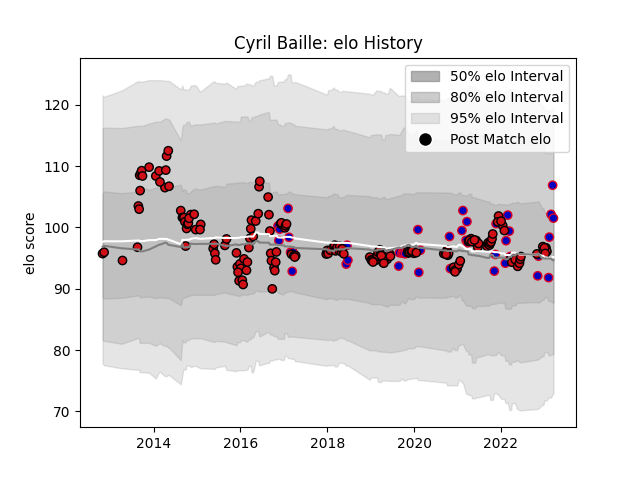 Cyril Baille: elo History
50% elo Interval
80% elo Interval
95% elo Interval
Post Match elo
elo score
120
110
100
90
80
70
2014
2016
2018
2020
2022